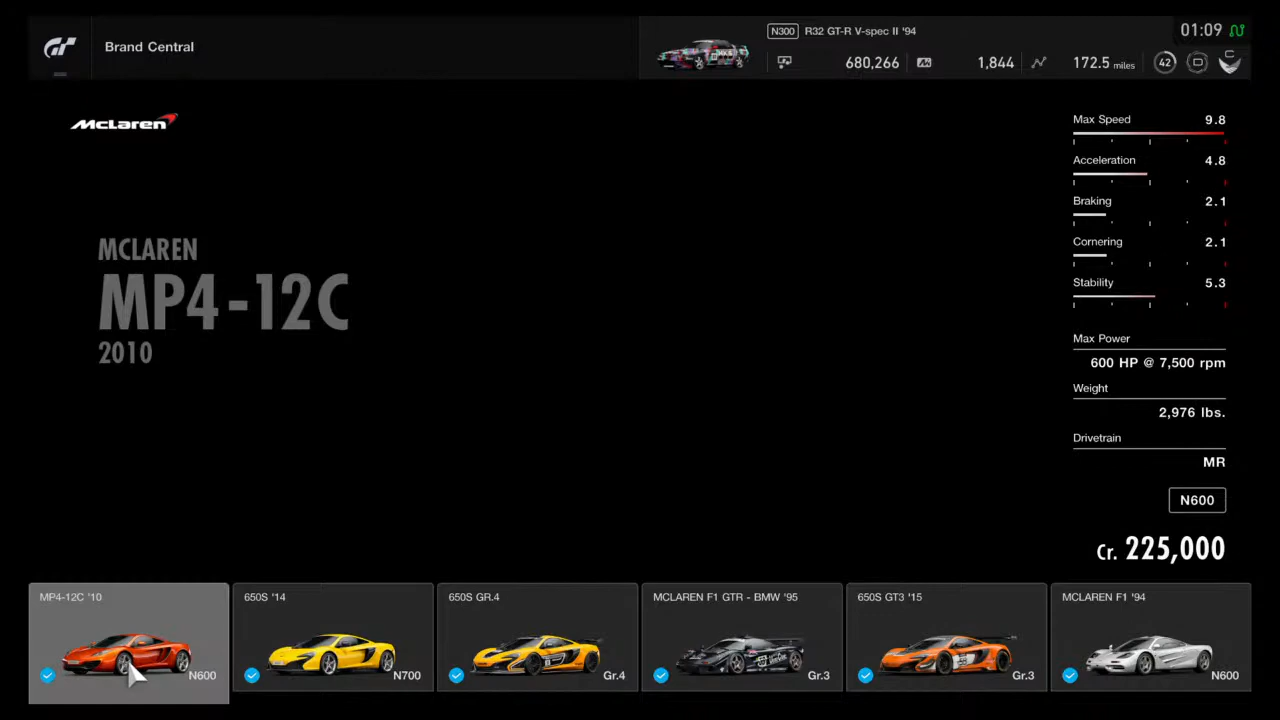 Brand Central
N300 R32 GT-R V-spec II '94
680,266 1,844 172.5 miles 42
01:09
McLaren
MCLAREN
MP4-12C
2010
Max Speed 9.8
Acceleration 4.8
Braking 2.1
Cornering 2.1
Stability 5.3
Max Power
600 HP @ 7,500 rpm
Weight
2,976 lbs.
Drivetrain
MR
N600
Cr. 225,000
MP4-12C '10
N600
650S '14
N700
650S GR.4
Gr.4
MCLAREN F1 GTR - BMW '95
Gr.3
650S GT3 '15
Gr.3
MCLAREN F1 '94
N600